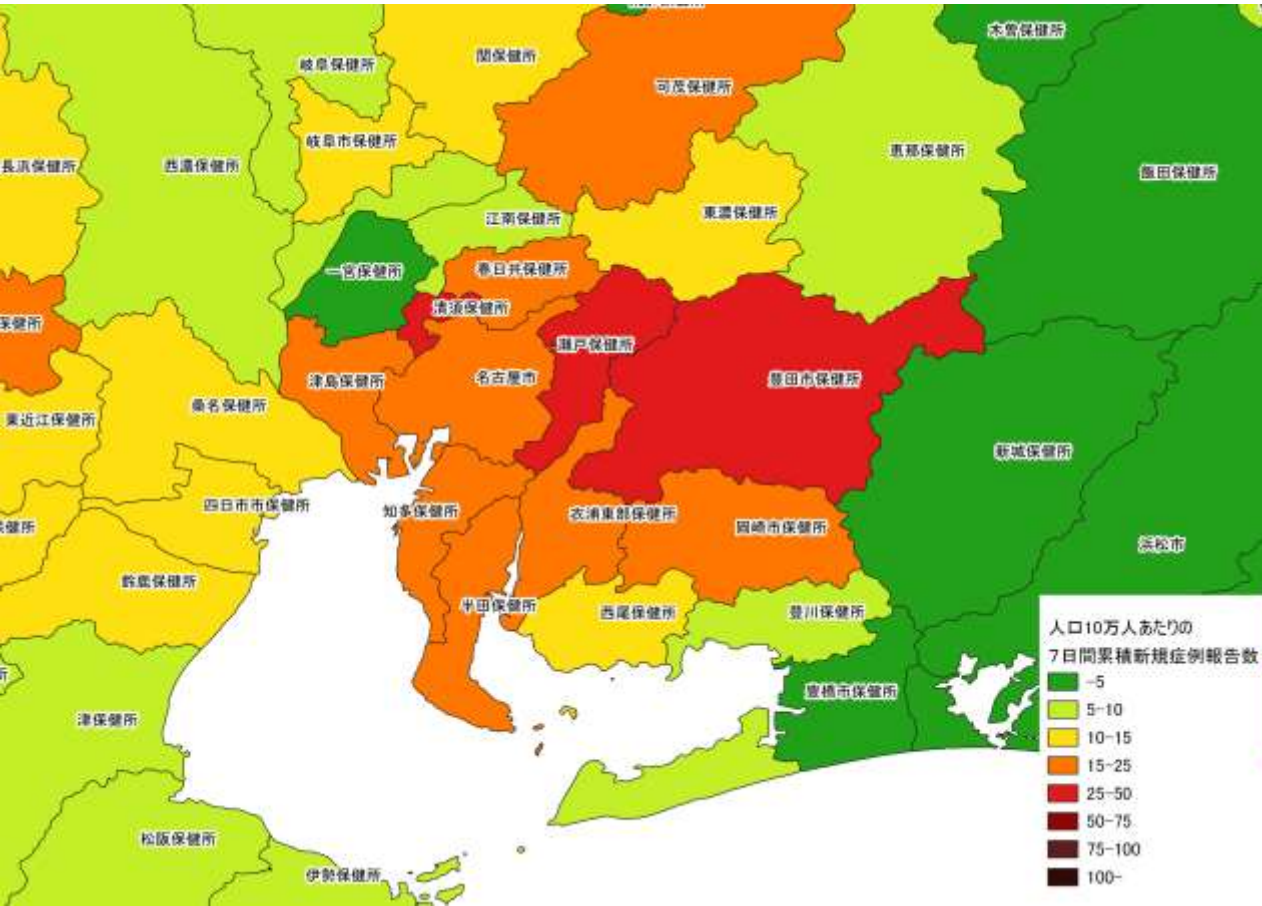 木曽保健所
関保健所
岐阜保健所
可茂保健所
岐阜市保健所
恵那保健所
長浜保健所
西濃保健所
飯田保健所
東濃保健所
江南保健所
一宮保健所
春日井保健所
清須保健所
保健所
瀬戸保健所
津島保健所
名古屋市
豊田市保健所
桑名保健所
東近江保健所
新城保健所
四日市市保健所
知多保健所
衣浦東部保健所
岡崎市保健所
保健所
浜松市
鈴鹿保健所
半田保健所
西尾保健所
豊川保健所
人口10万人あたりの
7日間累積新規症例報告数
-5
5-10
10-15
15-25
25-50
50-75
75-100
100-
所
豊橋市保健所
津保健所
松阪保健所
伊勢保健所